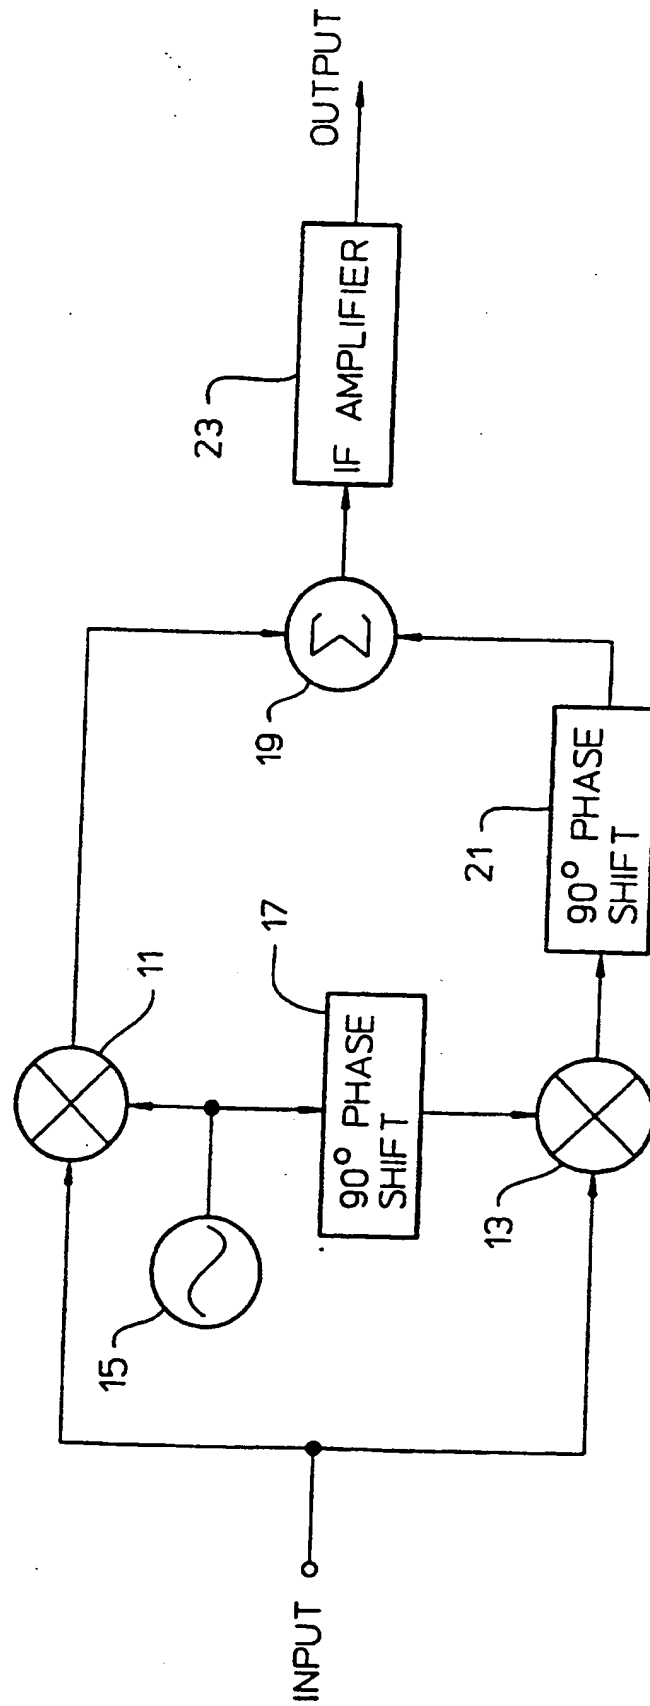 INPUT
15
11
17
90° PHASE
SHIFT
13
21
90° PHASE
SHIFT
19
Σ
23
IF AMPLIFIER
OUTPUT